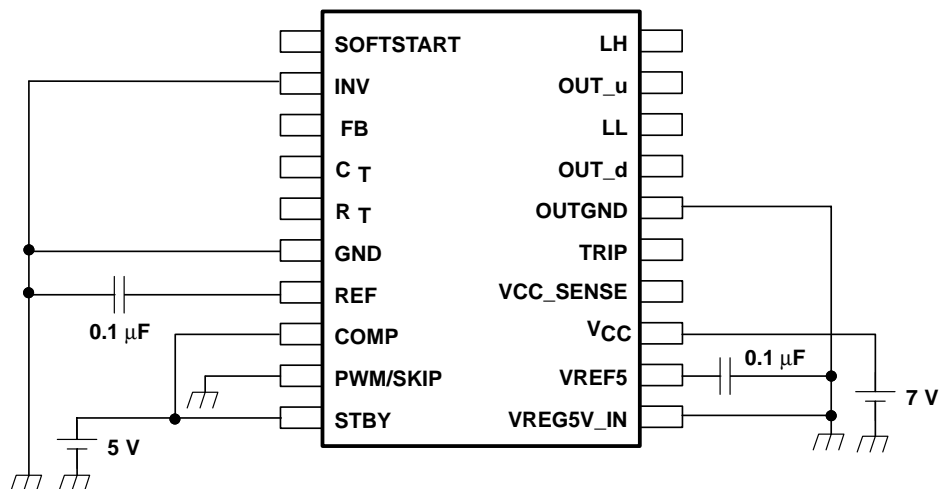 SOFTSTART
INV
FB
C T
R T
GND
REF
COMP
PWM/SKIP
STBY
LH
OUT_u
LL
OUT_d
OUTGND
TRIP
VCC_SENSE
VCC
VREF5
VREG5V_IN
0.1 μF
5 V
0.1 μF
7 V